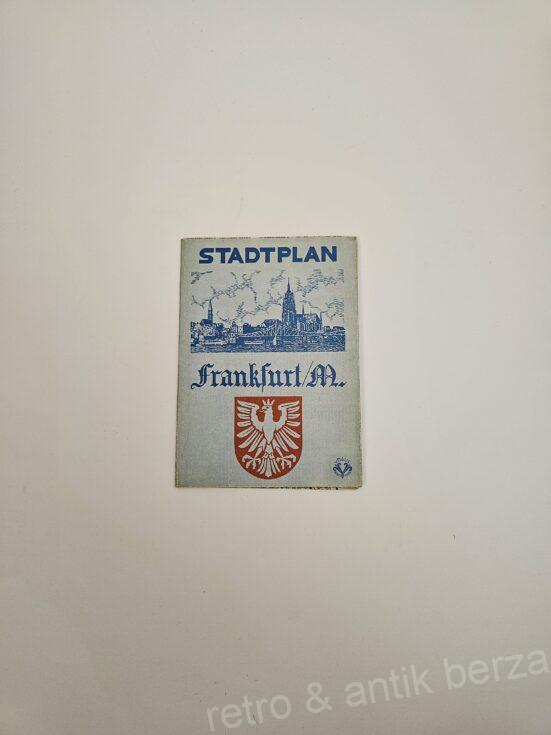 STADTPLAN
Frankfurt/M.
retro & antik berza